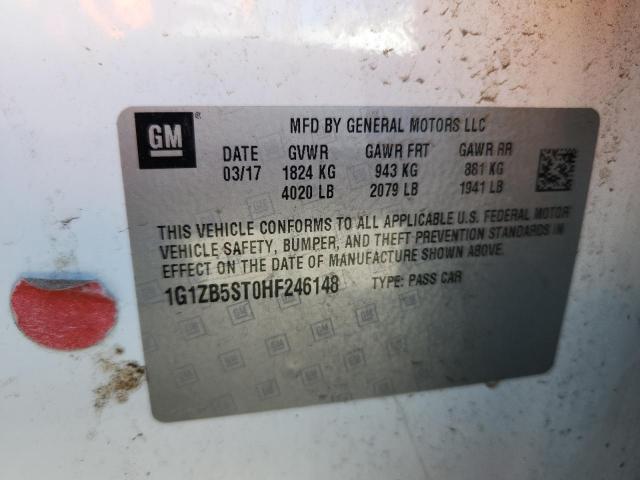 GM ®
MFD BY GENERAL MOTORS LLC
DATE GVWR GAWR FRT GAWR RR
03/17 1824 KG 943 KG 881 KG
4020 LB 2079 LB 1941 LB
THIS VEHICLE CONFORMS TO ALL APPLICABLE U.S. FEDERAL MOTOR
VEHICLE SAFETY, BUMPER, AND THEFT PREVENTION STANDARDS IN
EFFECT ON THE DATE OF MANUFACTURE SHOWN ABOVE.
1G1ZB5ST0HF246148 TYPE: PASS CAR